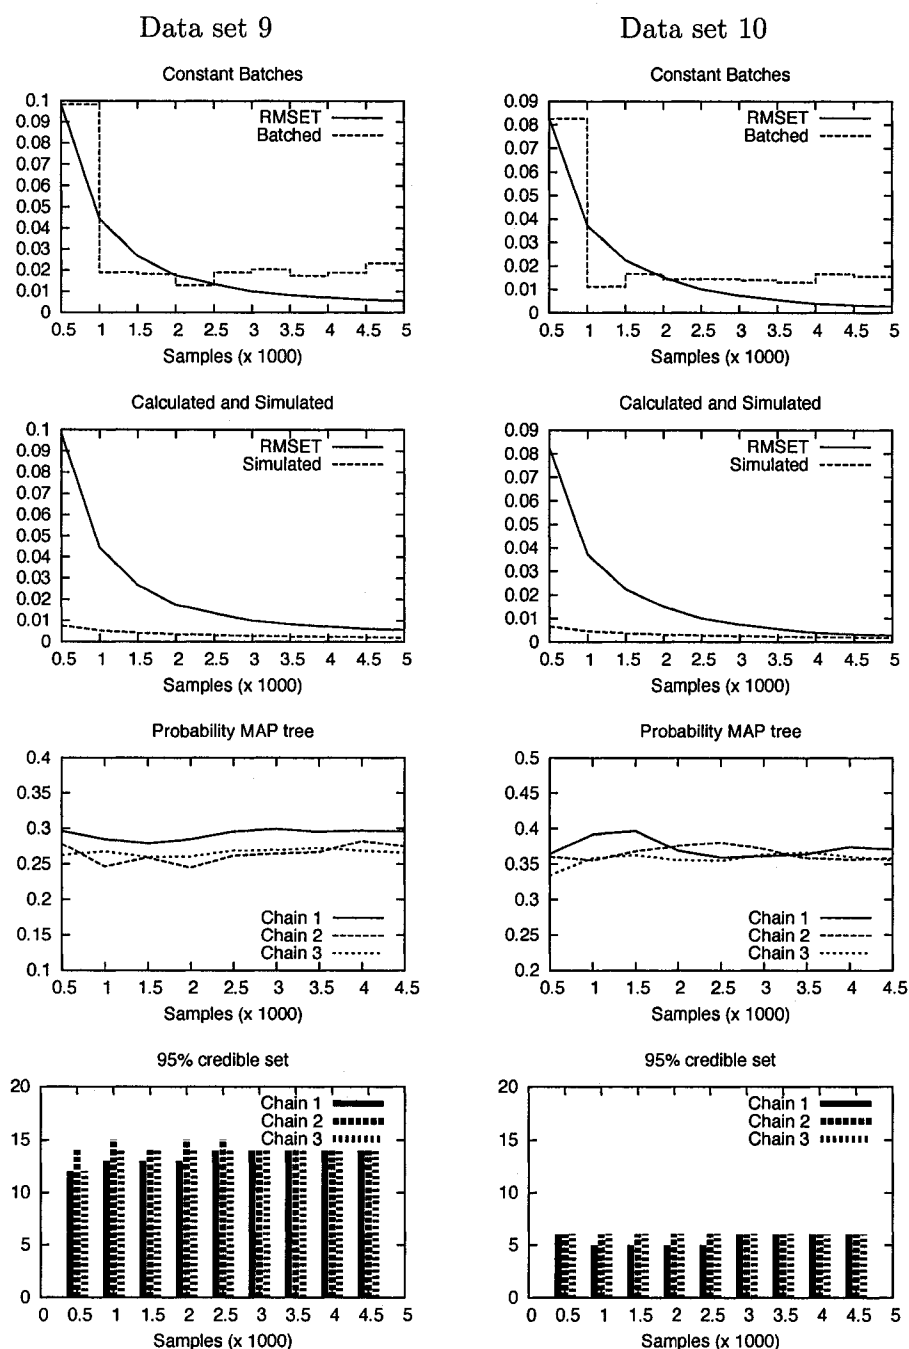 Data set 9
Data set 10
Constant Batches
0.1
0.09
0.08
0.07
0.06
0.05
0.04
0.03
0.02
0.01
0
RMSET
Batched
0.5 1 1.5 2 2.5 3 3.5 4 4.5 5
Samples (x 1000)
Constant Batches
0.09
0.08
0.07
0.06
0.05
0.04
0.03
0.02
0.01
0
RMSET
Batched
0.5 1 1.5 2 2.5 3 3.5 4 4.5 5
Samples (x 1000)
Calculated and Simulated
0.1
0.09
0.08
0.07
0.06
0.05
0.04
0.03
0.02
0.01
0
RMSET
Simulated
0.5 1 1.5 2 2.5 3 3.5 4 4.5 5
Samples (x 1000)
Calculated and Simulated
0.09
0.08
0.07
0.06
0.05
0.04
0.03
0.02
0.01
0
RMSET
Simulated
0.5 1 1.5 2 2.5 3 3.5 4 4.5 5
Samples (x 1000)
Probability MAP tree
0.4
0.35
0.3
0.25
0.2
0.15
0.1
Chain 1
Chain 2
Chain 3
0.5 1 1.5 2 2.5 3 3.5 4 4.5
Samples (x 1000)
Probability MAP tree
0.5
0.45
0.4
0.35
0.3
0.25
0.2
Chain 1
Chain 2
Chain 3
0.5 1 1.5 2 2.5 3 3.5 4 4.5
Samples (x 1000)
95% credible set
20
15
10
5
0
Chain 1
Chain 2
Chain 3
0 0.5 1 1.5 2 2.5 3 3.5 4 4.5 5
Samples (x 1000)
95% credible set
20
15
10
5
0
Chain 1
Chain 2
Chain 3
0 0.5 1 1.5 2 2.5 3 3.5 4 4.5 5
Samples (x 1000)